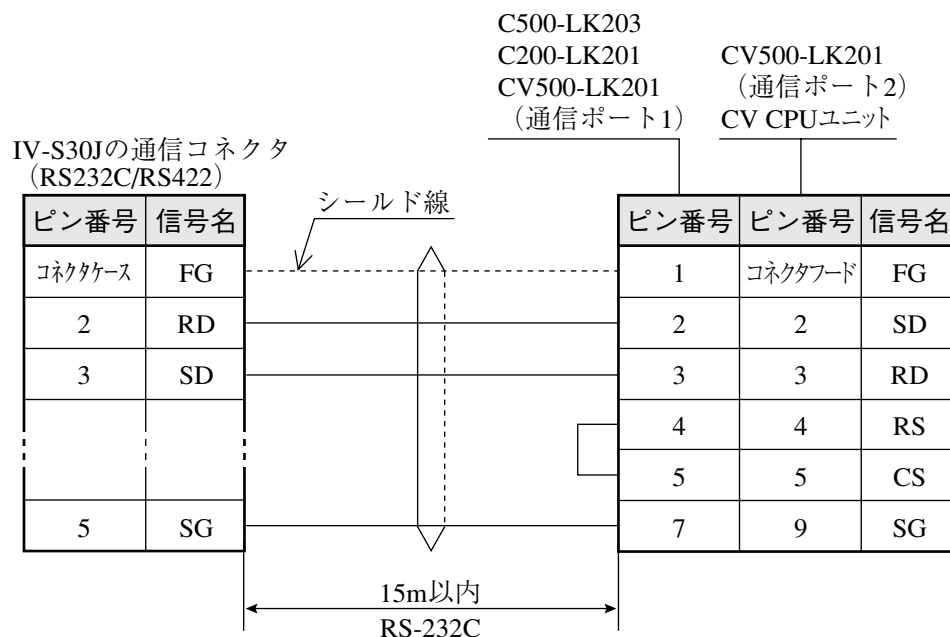 C500-LK203
C200-LK201
CV500-LK201
（通信ポート1）
CV500-LK201
（通信ポート2）
CV CPUユニット
IV-S30Jの通信コネクタ
（RS232C/RS422）
シールド線
ピン番号 信号名
コネクタケース FG
2 RD
3 SD
5 SG
ピン番号 ピン番号 信号名
1 コネクタフード FG
2 2 SD
3 3 RD
4 4 RS
5 5 CS
7 9 SG
15m以内
RS-232C